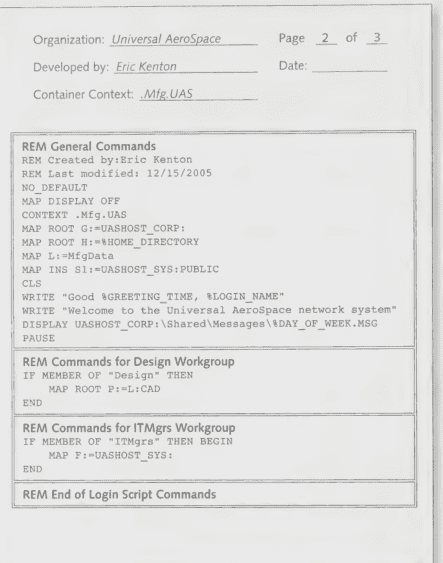 Organization: Universal AeroSpace Page 2 of 3
Developed by: Eric Kenton Date:
Container Context: .Mfg.UAS
REM General Commands
REM Created by:Eric Kenton
REM Last modified: 12/15/2005
NO_DEFAULT
MAP DISPLAY OFF
CONTEXT .Mfg.UAS
MAP ROOT G:=UASHOST_CORP:
MAP ROOT H:=%HOME_DIRECTORY
MAP L:=MfgData
MAP INS S1:=UASHOST_SYS:PUBLIC
CLS
WRITE "Good %GREETING_TIME, %LOGIN_NAME"
WRITE "Welcome to the Universal AeroSpace network system"
DISPLAY UASHOST_CORP:\Shared\Messages\%DAY_OF_WEEK.MSG
PAUSE
REM Commands for Design Workgroup
IF MEMBER OF "Design" THEN
MAP ROOT P:=L:CAD
END
REM Commands for ITMgrs Workgroup
IF MEMBER OF "ITMgrs" THEN BEGIN
MAP F:=UASHOST_SYS:
END
REM End of Login Script Commands